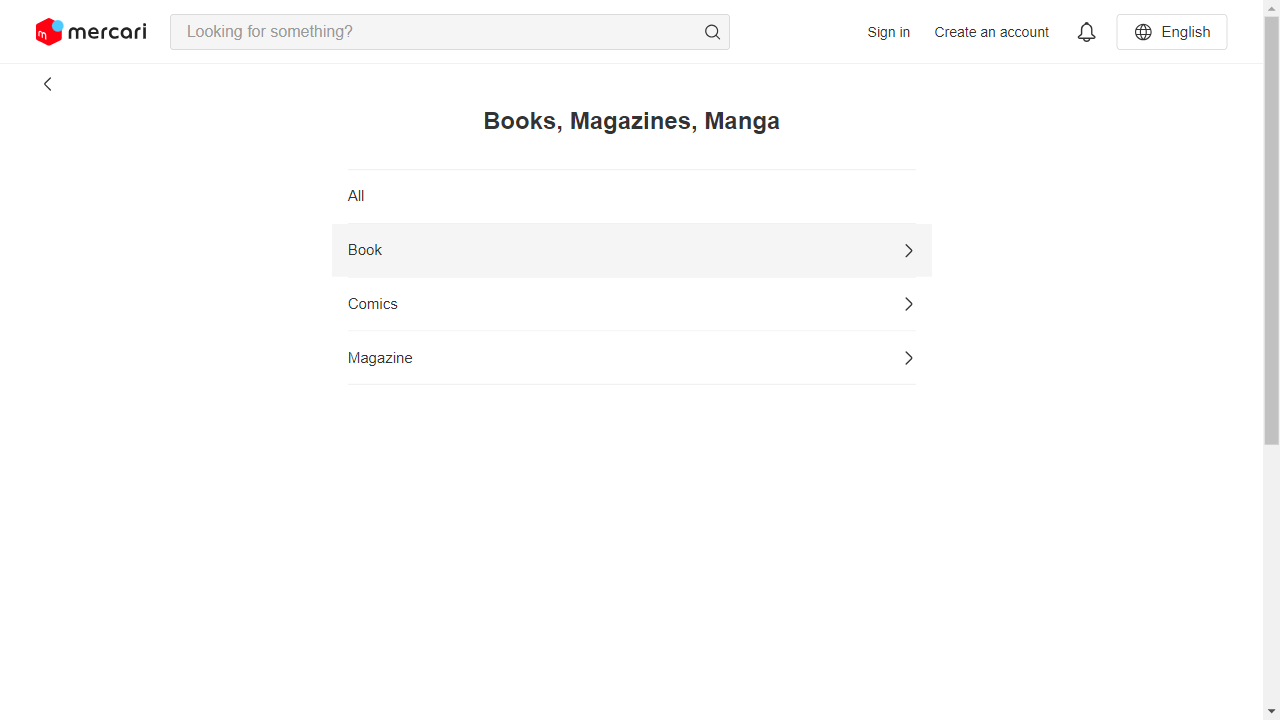 mercari
Looking for something?
Sign in
Create an account
English
Books, Magazines, Manga
All
Book
Comics
Magazine